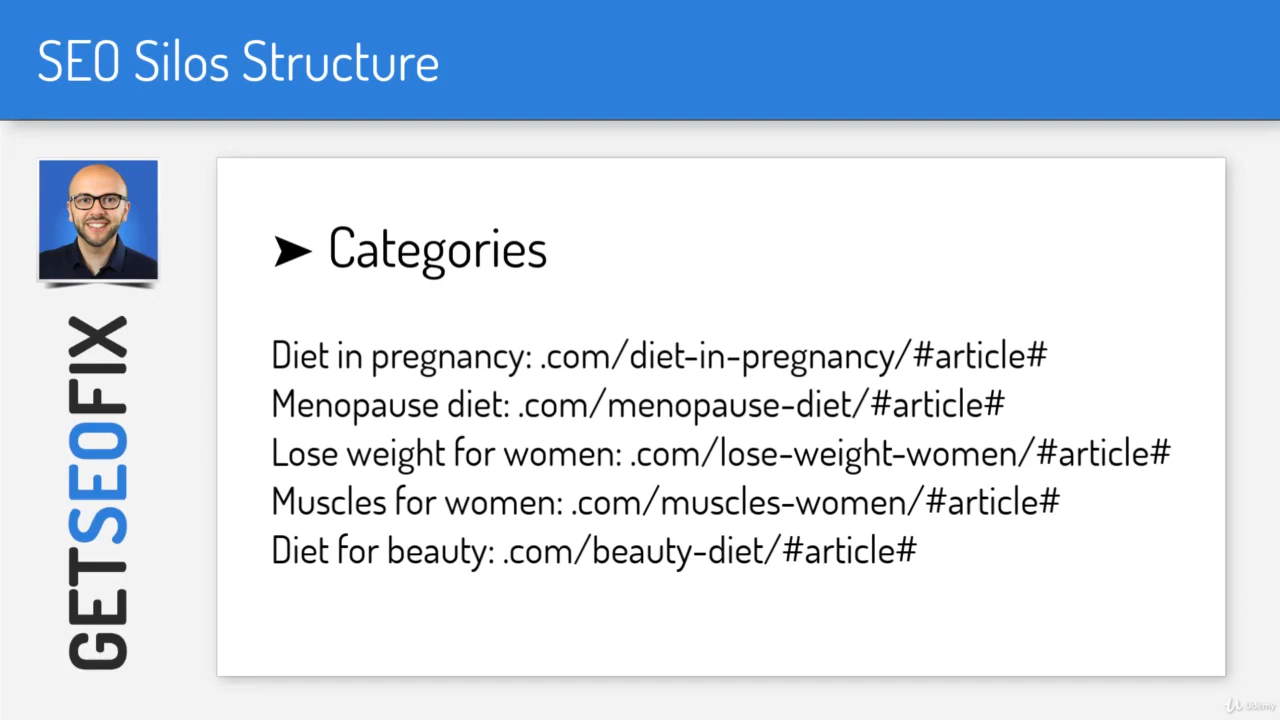 SEO Silos Structure
GETSEOFIX
➤ Categories
Diet in pregnancy: .com/diet-in-pregnancy/#article#
Menopause diet: .com/menopause-diet/#article#
Lose weight for women: .com/lose-weight-women/#article#
Muscles for women: .com/muscles-women/#article#
Diet for beauty: .com/beauty-diet/#article#
Udemy